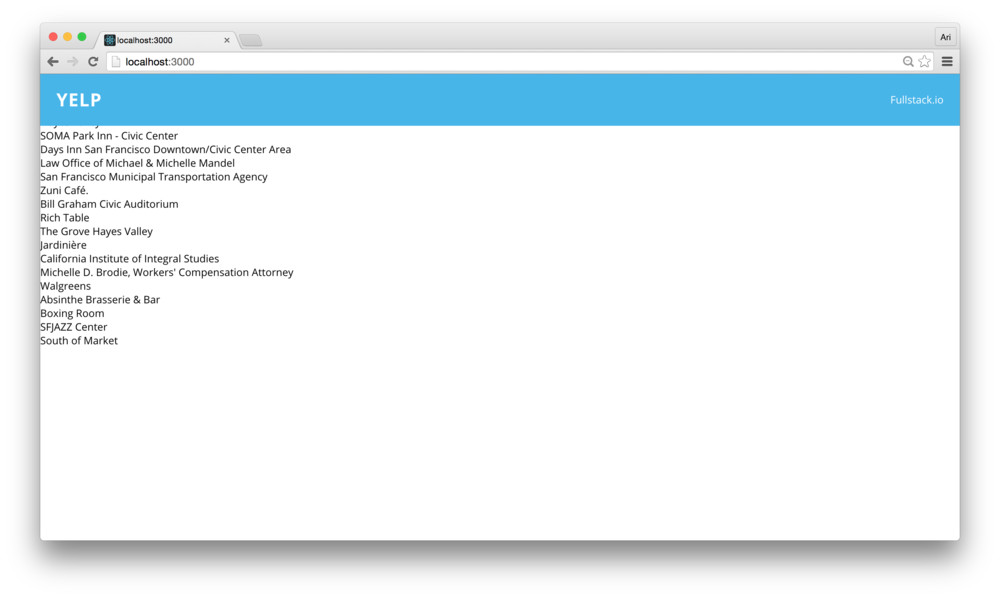 localhost:3000
Ari
localhost:3000
YELP
Fullstack.io
SOMA Park Inn - Civic Center
Days Inn San Francisco Downtown/Civic Center Area
Law Office of Michael & Michelle Mandel
San Francisco Municipal Transportation Agency
Zuni Café.
Bill Graham Civic Auditorium
Rich Table
The Grove Hayes Valley
Jardinière
California Institute of Integral Studies
Michelle D. Brodie, Workers' Compensation Attorney
Walgreens
Absinthe Brasserie & Bar
Boxing Room
SFJAZZ Center
South of Market